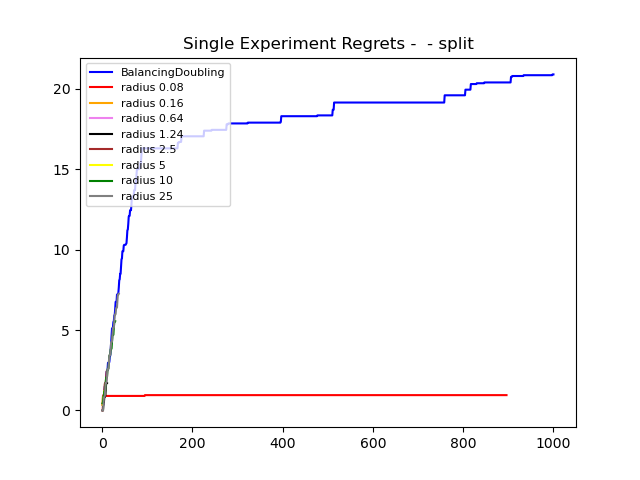 Single Experiment Regrets -  - split
BalancingDoubling
radius 0.08
radius 0.16
radius 0.64
radius 1.24
radius 2.5
radius 5
radius 10
radius 25
20
15
10
5
0
0 200 400 600 800 1000